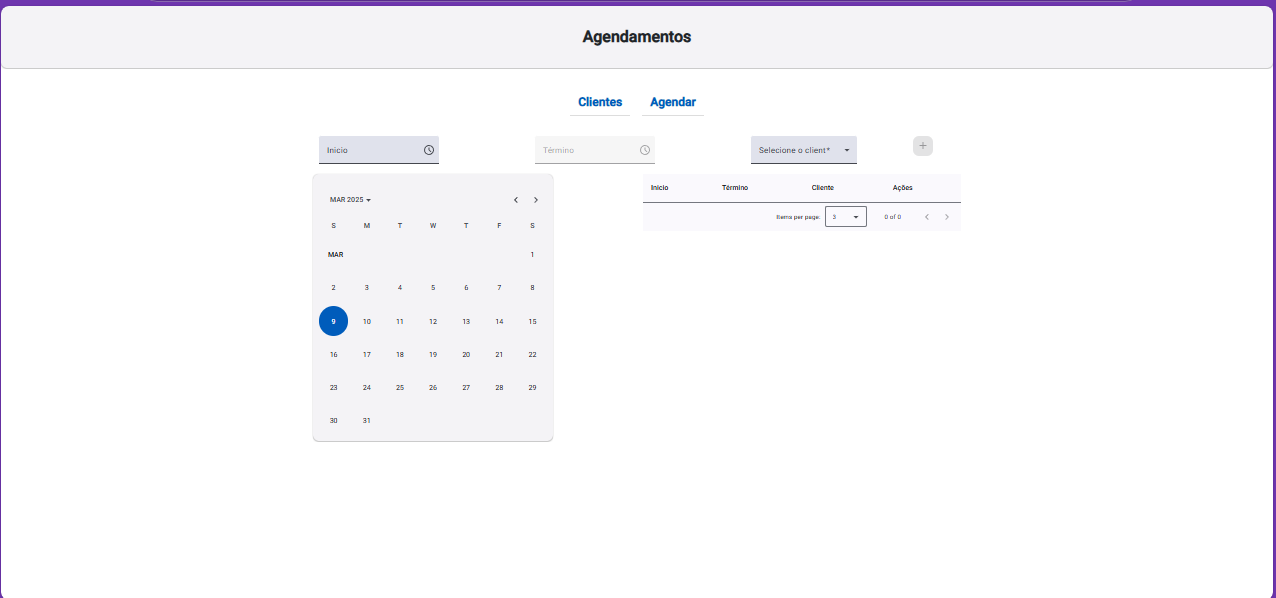 Agendamentos
Clientes Agendar
Inicio Término Selecione o client* +
MAR 2025
S M T W T F S
MAR 1
2 3 4 5 6 7 8
9 10 11 12 13 14 15
16 17 18 19 20 21 22
23 24 25 26 27 28 29
30 31
Inicio Término Cliente Ações
Items per page: 3 0 of 0